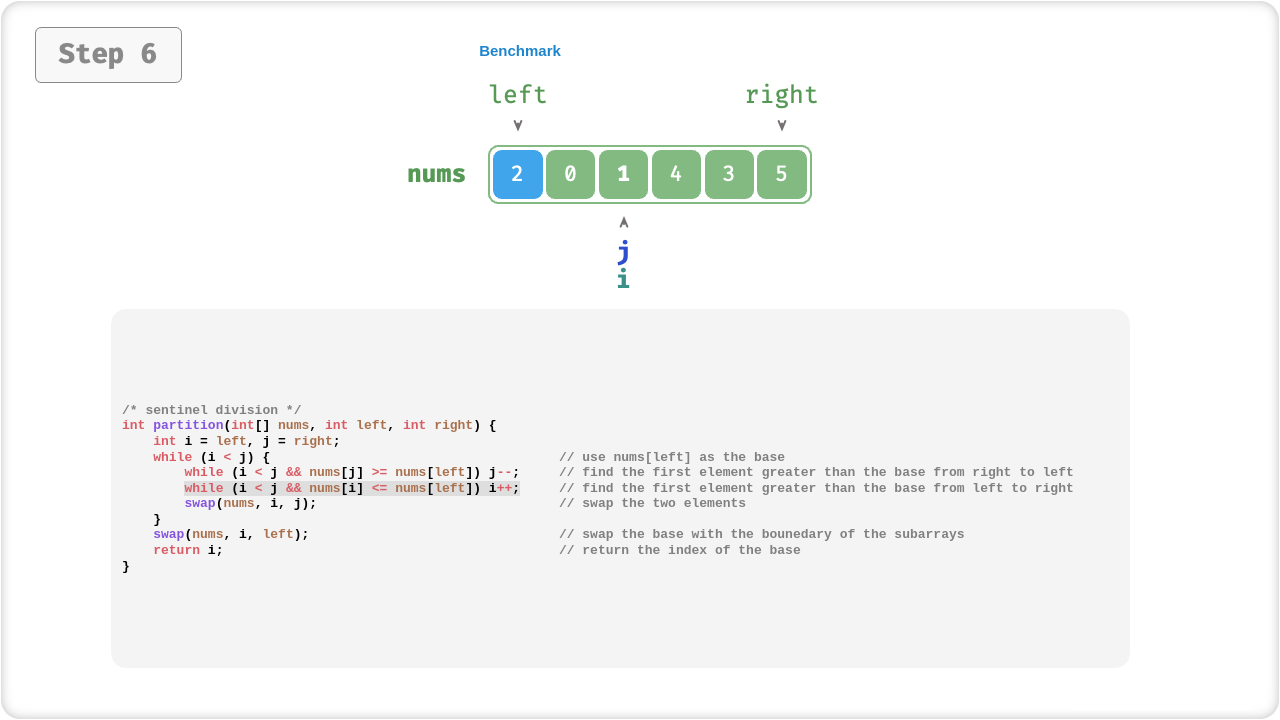 Step 6
Benchmark
left right
nums 2 0 1 4 3 5
j
i
/* sentinel division */
int partition(int[] nums, int left, int right) {
    int i = left, j = right;
    while (i < j) {                                     // use nums[left] as the base
        while (i < j && nums[j] >= nums[left]) j--;     // find the first element greater than the base from right to left
        while (i < j && nums[i] <= nums[left]) i++;     // find the first element greater than the base from left to right
        swap(nums, i, j);                               // swap the two elements
    }
    swap(nums, i, left);                                // swap the base with the bounedary of the subarrays
    return i;                                           // return the index of the base
}